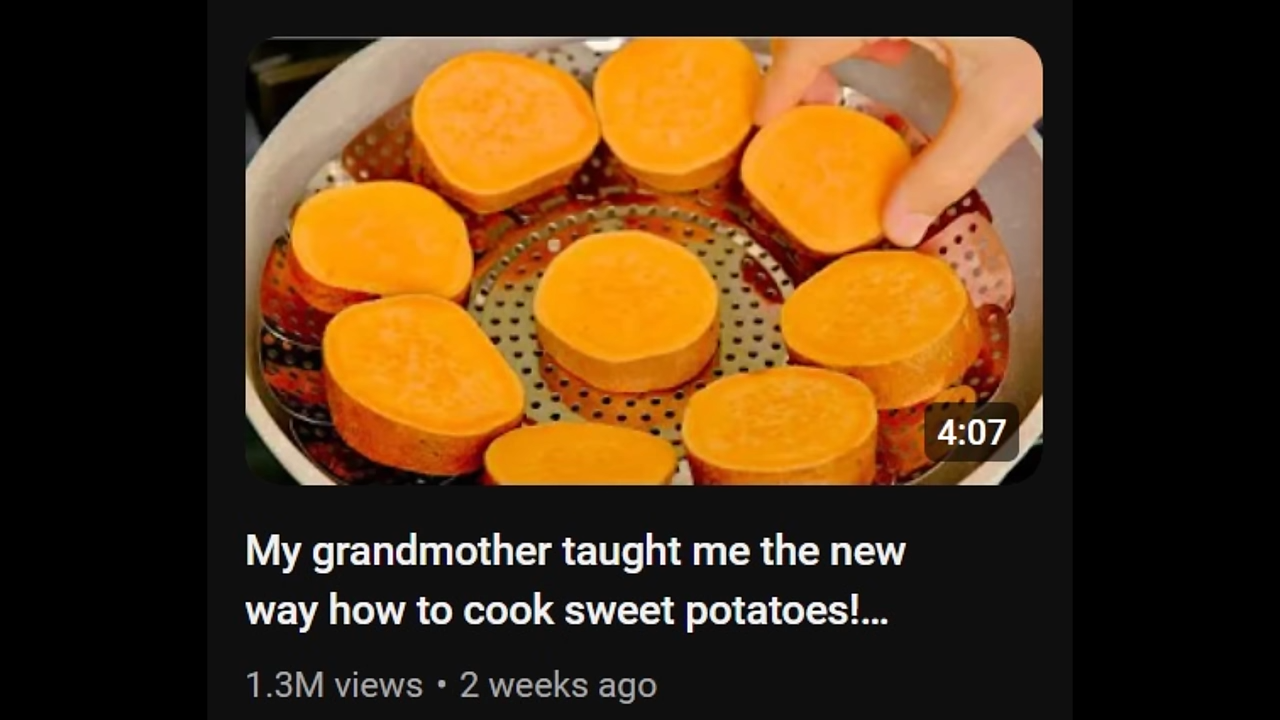 4:07
My grandmother taught me the new
way how to cook sweet potatoes!...
1.3M views • 2 weeks ago